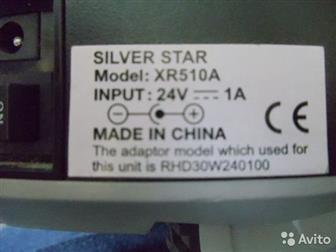 SILVER STAR
Model: XR510A
INPUT: 24V ⎓ 1A
MADE IN CHINA
The adaptor model which used for
this unit is RHD30W240100
CE
ON
Avito